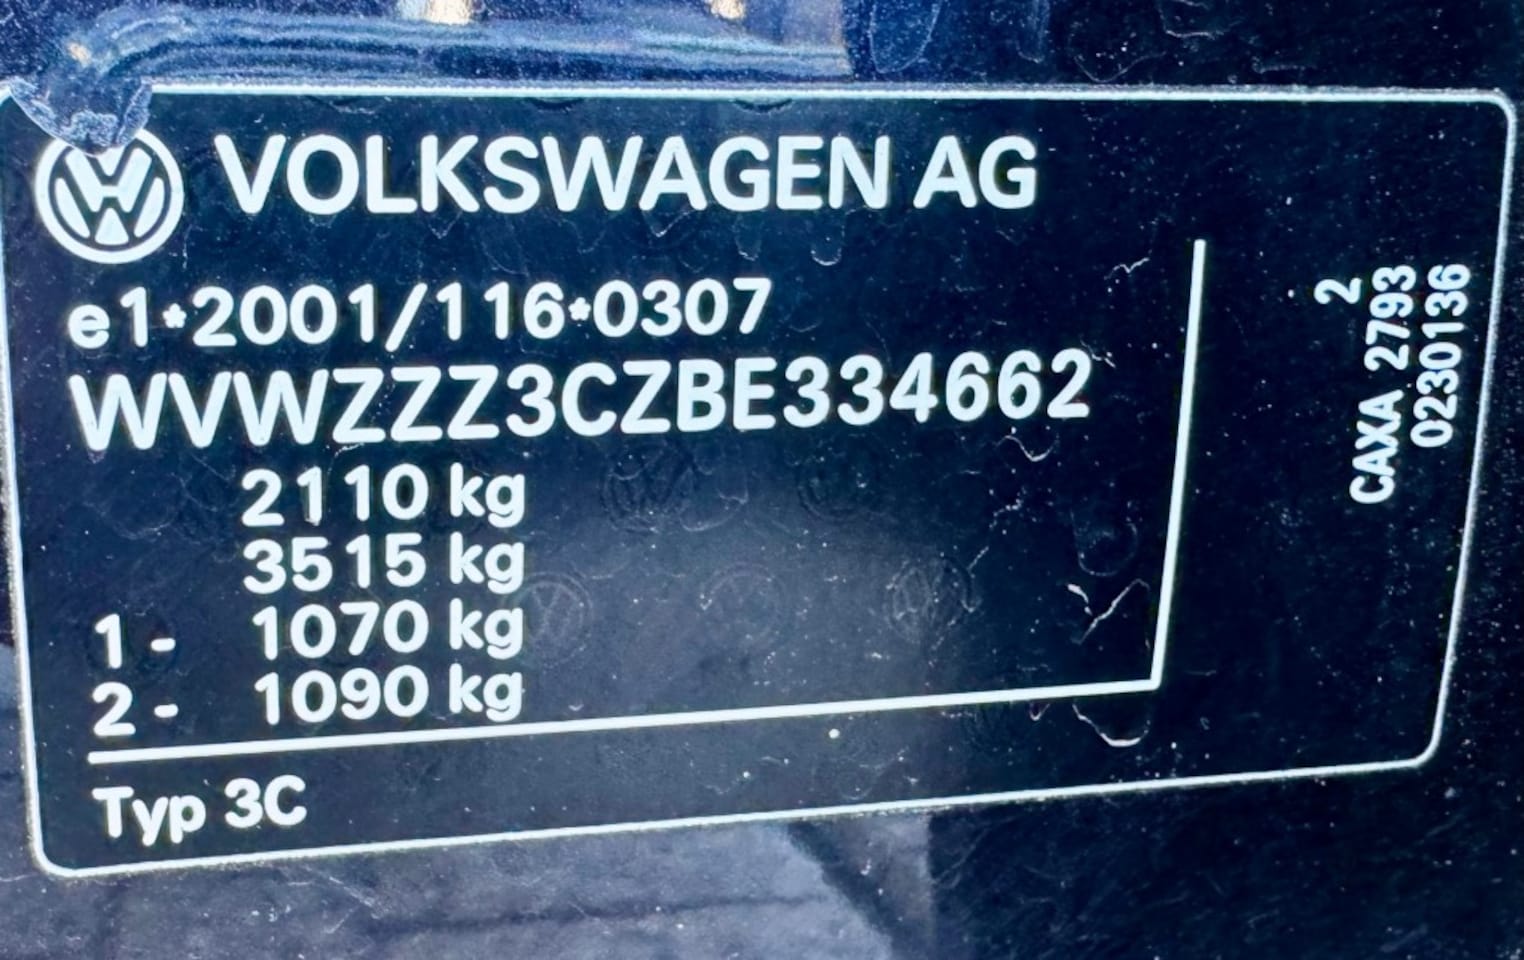 VOLKSWAGEN AG
e1*2001/116*0307
WVWZZZ3CZBE334662
2110 kg
3515 kg
1 - 1070 kg
2 - 1090 kg
Typ 3C
2
CAXA 2793
0230136